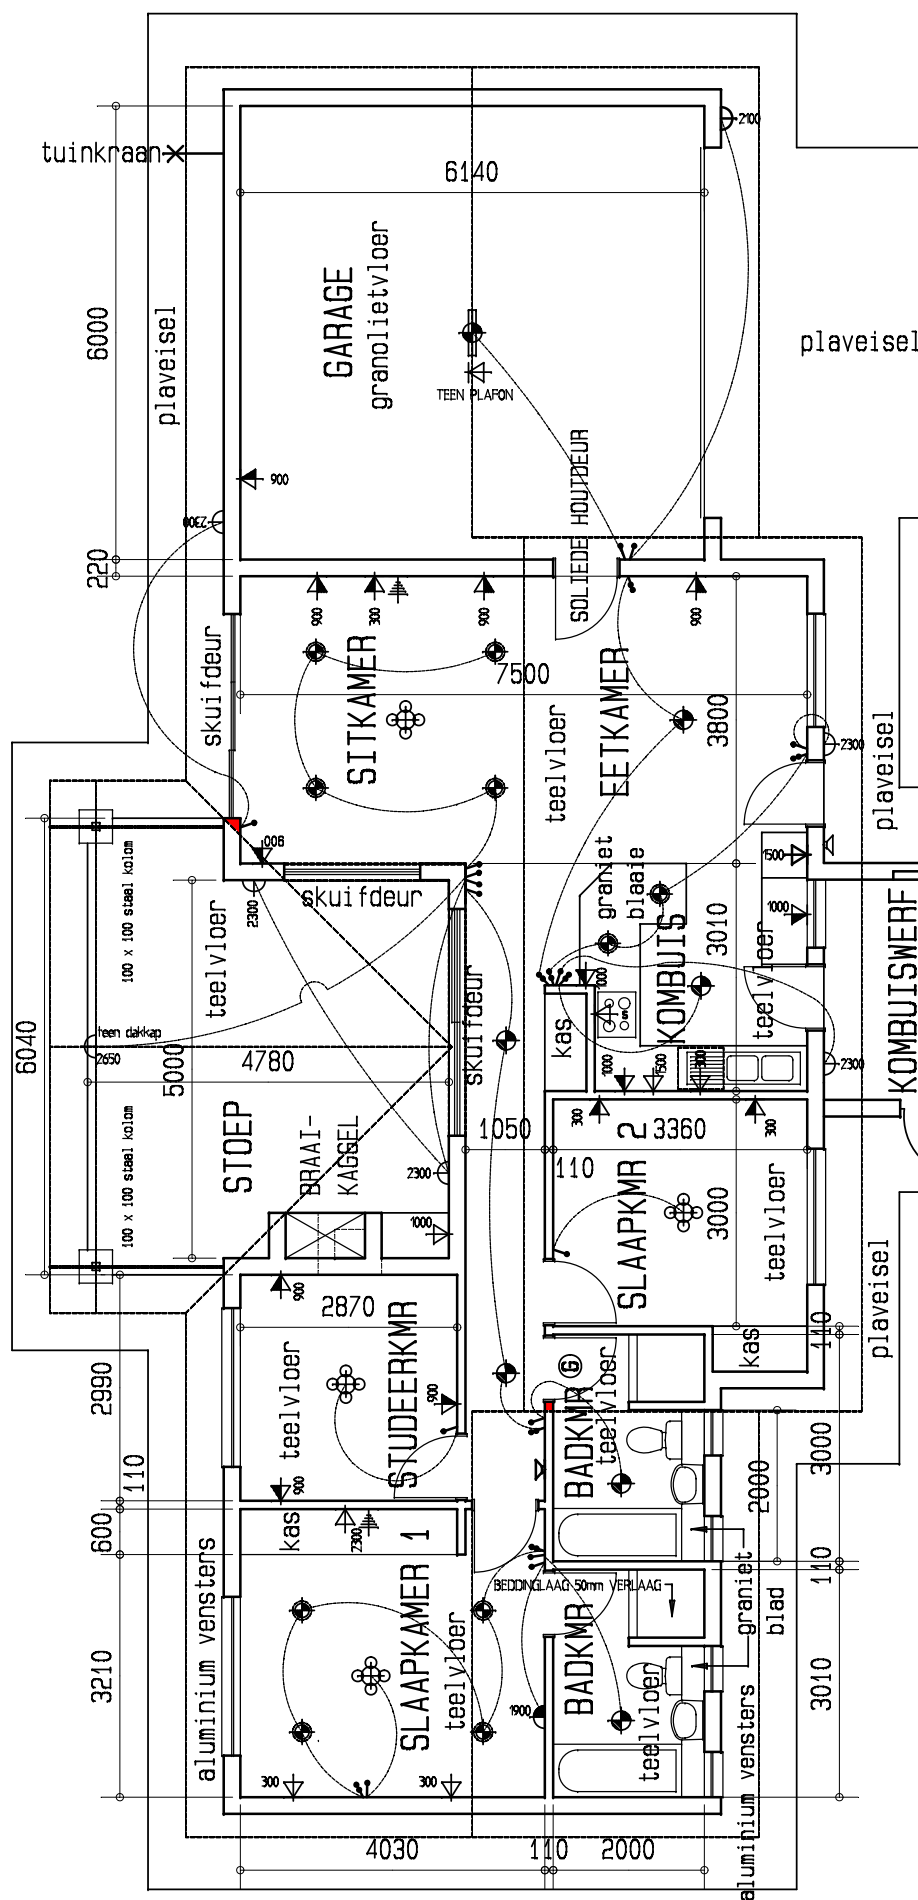 2100
tuinkraan
6140
GARAGE
granolietvloer
6000
plaveisel
plaveisel
TEEN PLAFON
900
SOLIEDE HOUTDEUR
2300
220
900
300
900
900
skuifdeur
SITKAMER
7500
teelvloer
EETKAMER
3800
2300
plaveisel
900
1500
skuifdeur
graniet
blaaie
1000
2300
100 x 100 staal kolom
teelvloer
KOMBUIS
3010
teelvloer
KOMBUISWERF
6040
teen dakkap
2650
5000
4780
skuifdeur
kas
1000
S
2300
1000
1500
300
STOEP
BRAAI-
KAGGEL
100 x 100 staal kolom
2300
1050
110
300
3360
300
1000
SLAAPKMR 2
3000
teelvloer
plaveisel
900
2870
110
kas
2990
teelvloer
STUDEERKMR
900
G
BADKMR
teelvloer
3000
2000
110
900
600
kas
2300
110
BEDDINGLAAG 50mm VERLAAG
graniet
blad
aluminium vensters
SLAAPKAMER 1
teelvloer
BADKMR
teelvloer
3210
1900
3010
300
300
aluminium vensters
4030
110
2000